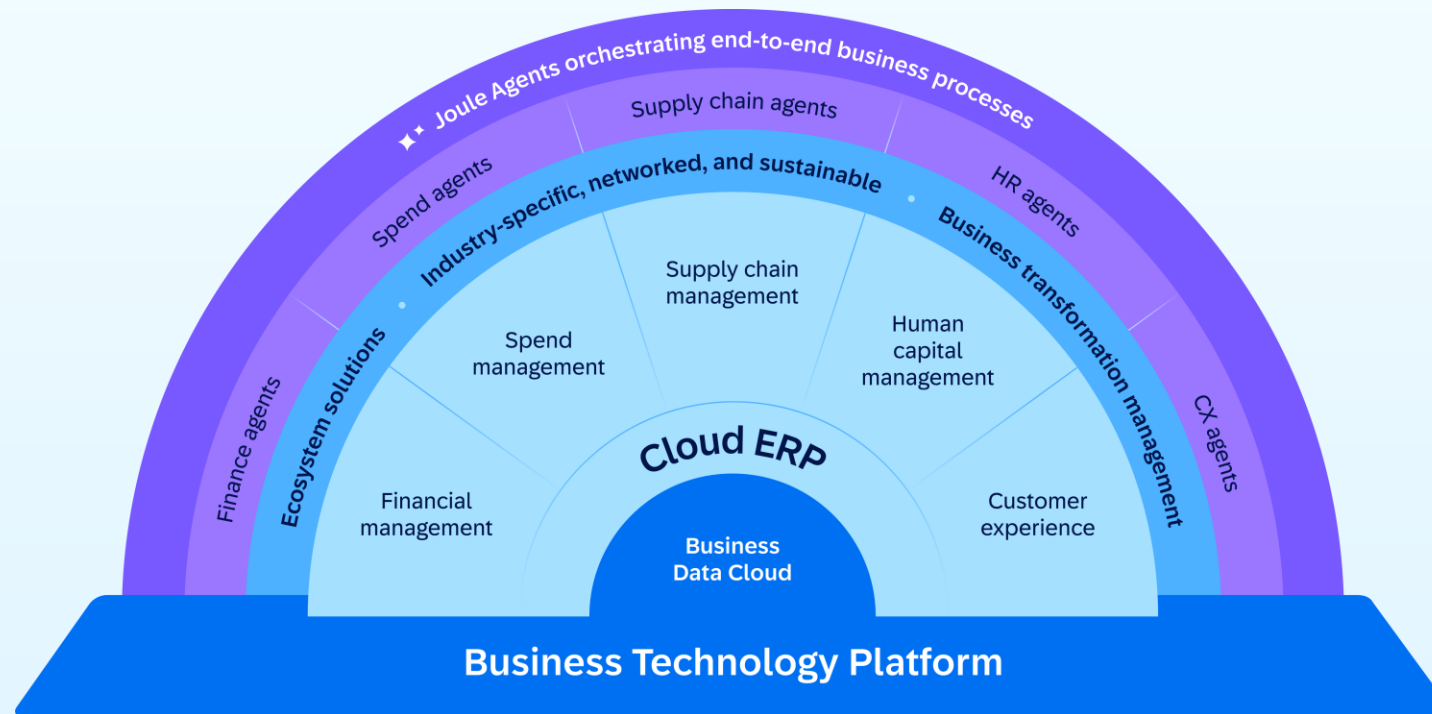 Joule Agents orchestrating end-to-end business processes
Finance agents
Spend agents
Supply chain agents
HR agents
CX agents
Ecosystem solutions • Industry-specific, networked, and sustainable • Business transformation management
Financial
management
Spend
management
Supply chain
management
Human
capital
management
Customer
experience
Cloud ERP
Business
Data Cloud
Business Technology Platform